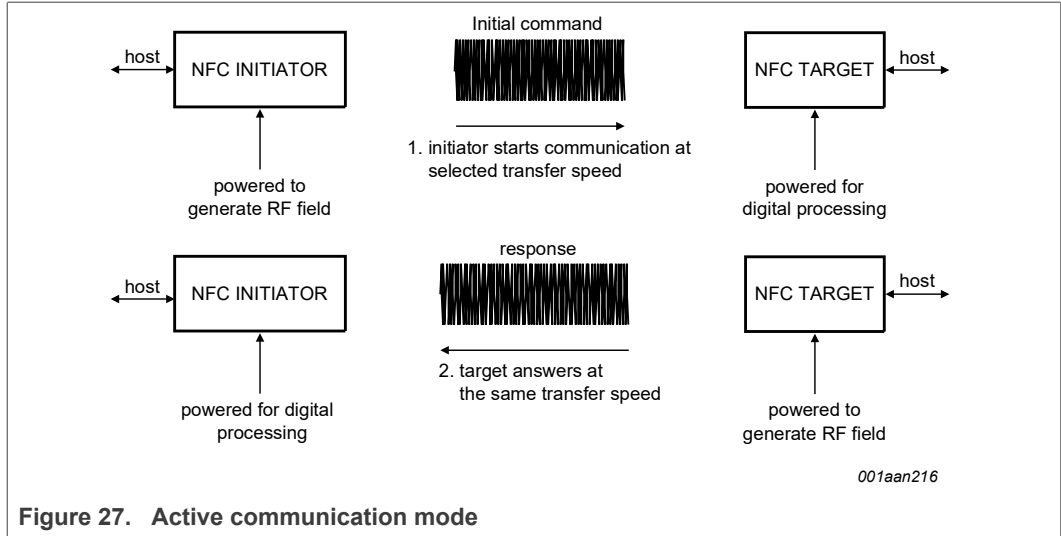 Initial command
host
NFC INITIATOR
NFC TARGET
host
1. initiator starts communication at
selected transfer speed
powered to
generate RF field
powered for
digital processing
response
host
NFC INITIATOR
NFC TARGET
host
2. target answers at
the same transfer speed
powered for digital
processing
powered to
generate RF field
001aan216
Figure 27. Active communication mode